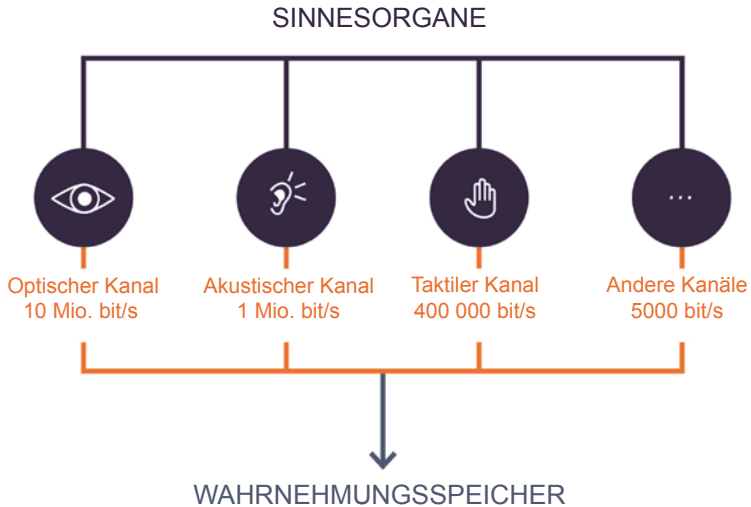 SINNESORGANE
Optischer Kanal
10 Mio. bit/s
Akustischer Kanal
1 Mio. bit/s
Taktiler Kanal
400 000 bit/s
Andere Kanäle
5000 bit/s
WAHRNEHMUNGSSPEICHER